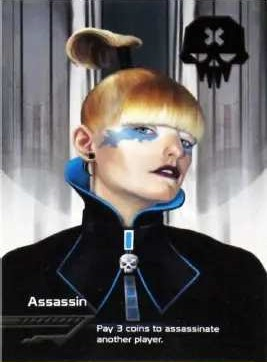 Assassin
Pay 3 coins to assassinate
another player.